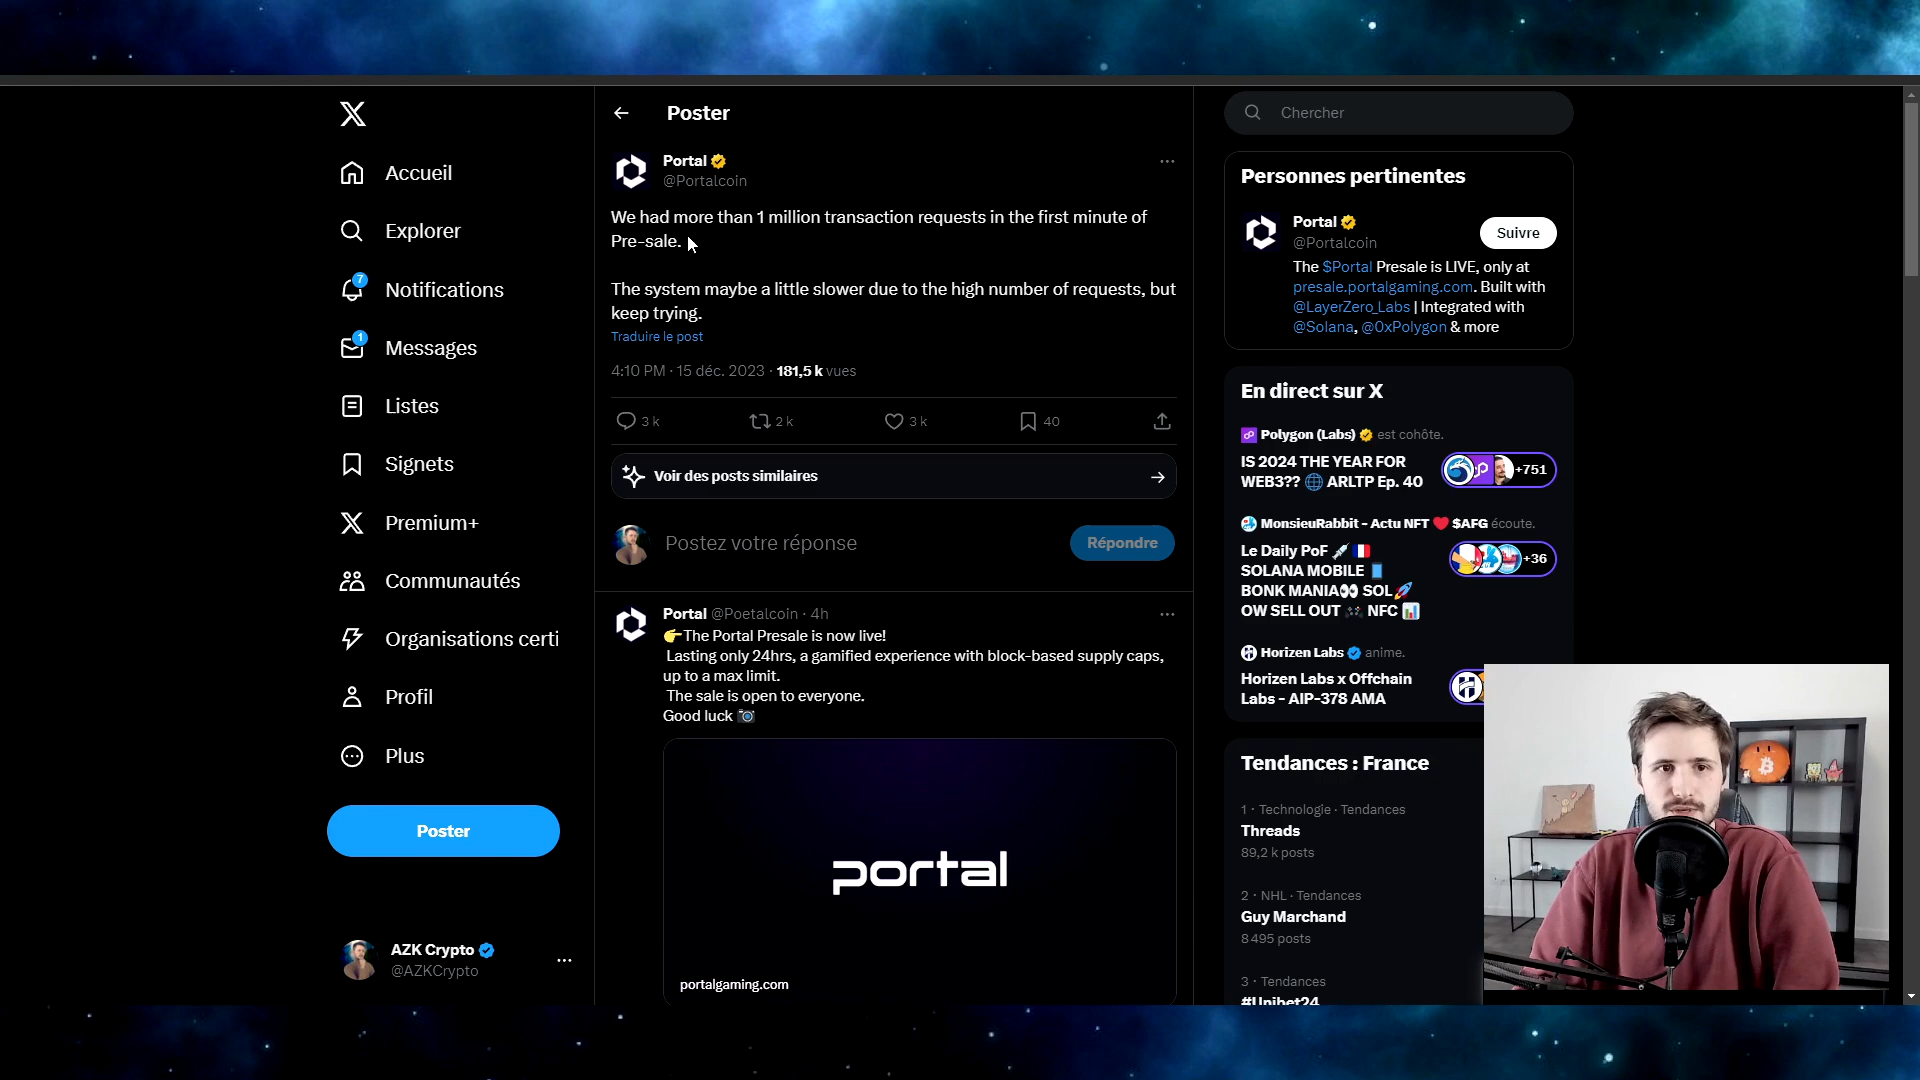 Accueil
Explorer
7
Notifications
1
Messages
Listes
Signets
Premium+
Communautés
Organisations certi
Profil
Plus
Poster
AZK Crypto
@AZKCrypto
Poster
Portal
@Portalcoin
We had more than 1 million transaction requests in the first minute of
Pre-sale.
The system maybe a little slower due to the high number of requests, but
keep trying.
Traduire le post
4:10 PM · 15 déc. 2023 · 181,5 k vues
3 k
2 k
3 k
40
Voir des posts similaires
Postez votre réponse
Répondre
Portal @Poetalcoin · 4h
The Portal Presale is now live!
Lasting only 24hrs, a gamified experience with block-based supply caps,
up to a max limit.
The sale is open to everyone.
Good luck
portal
portalgaming.com
Chercher
Personnes pertinentes
Portal
@Portalcoin
Suivre
The $Portal Presale is LIVE, only at
presale.portalgaming.com. Built with
@LayerZero_Labs | Integrated with
@Solana, @0xPolygon & more
En direct sur X
Polygon (Labs) est cohôte.
IS 2024 THE YEAR FOR
WEB3?? ARLTP Ep. 40
+751
MonsieurRabbit - Actu NFT $AFG écoute.
Le Daily PoF
SOLANA MOBILE
BONK MANIA SOL
OW SELL OUT NFC
+36
Horizen Labs anime.
Horizen Labs x Offchain
Labs - AIP-378 AMA
Tendances : France
1 · Technologie · Tendances
Threads
89,2 k posts
2 · NHL · Tendances
Guy Marchand
8 495 posts
3 · Tendances
#Unibet24